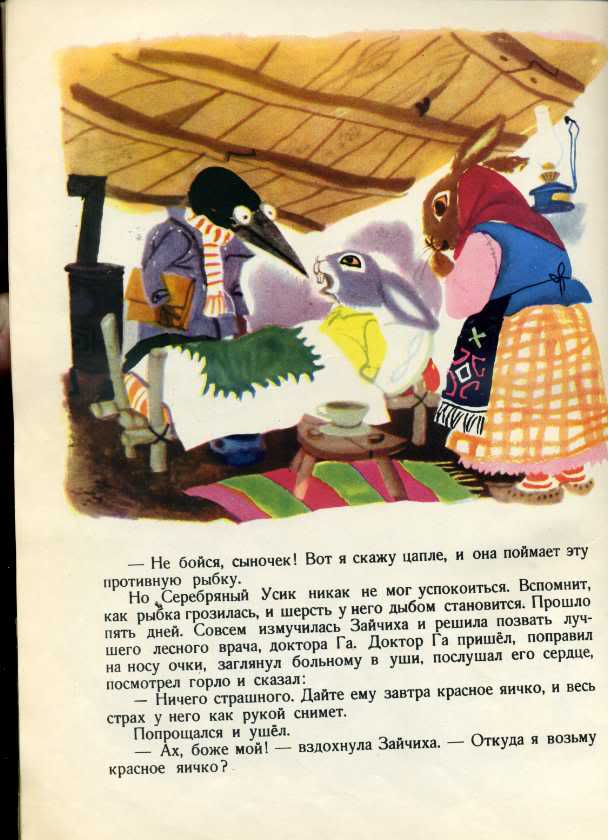 — Не бойся, сыночек! Вот я скажу цапле, и она поймает эту
противную рыбку.
Но Серебряный Усик никак не мог успокоиться. Вспомнит,
как рыбка грозилась, и шерсть у него дыбом становится. Прошло
пять дней. Совсем измучилась Зайчиха и решила позвать луч-
шего лесного врача, доктора Га. Доктор Га пришёл, поправил
на носу очки, заглянул больному в уши, послушал его сердце,
посмотрел горло и сказал:
— Ничего страшного. Дайте ему завтра красное яичко, и весь
страх у него как рукой снимет.
Попрощался и ушёл.
— Ах, боже мой! — вздохнула Зайчиха. — Откуда я возьму
красное яичко?